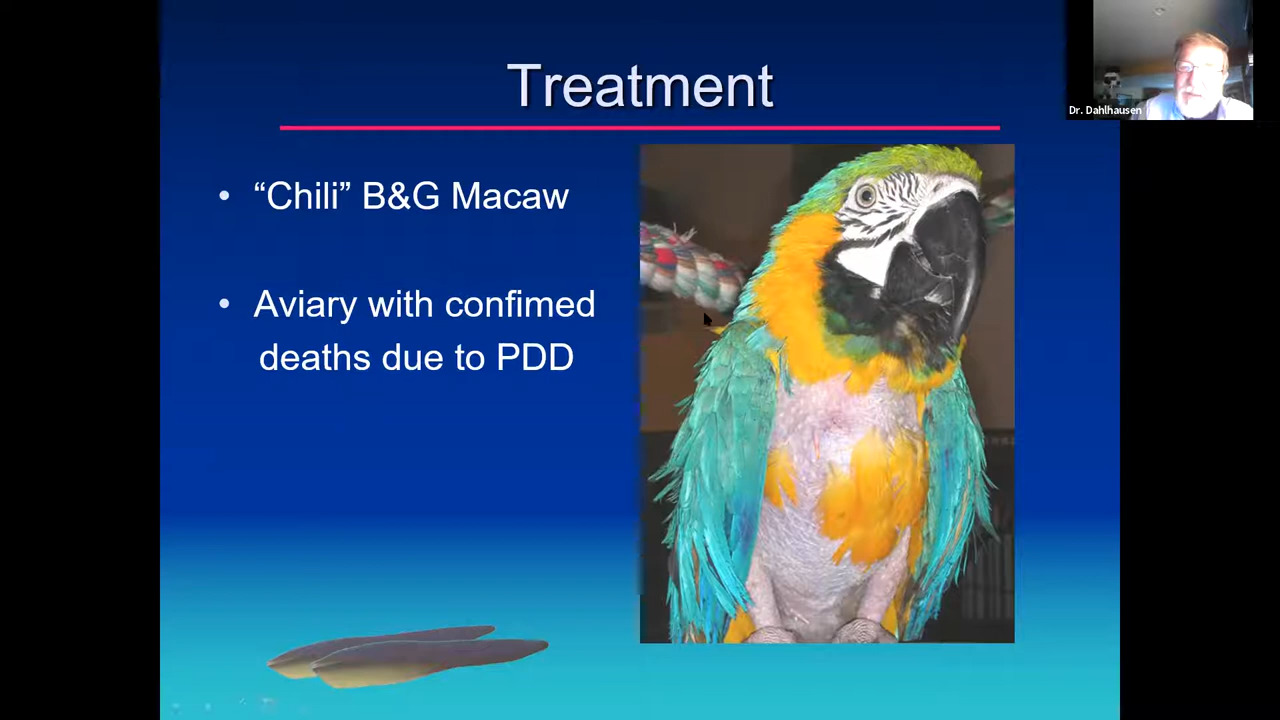 Treatment
Dr. Dahlhausen
• “Chili” B&G Macaw
• Aviary with confimed
deaths due to PDD